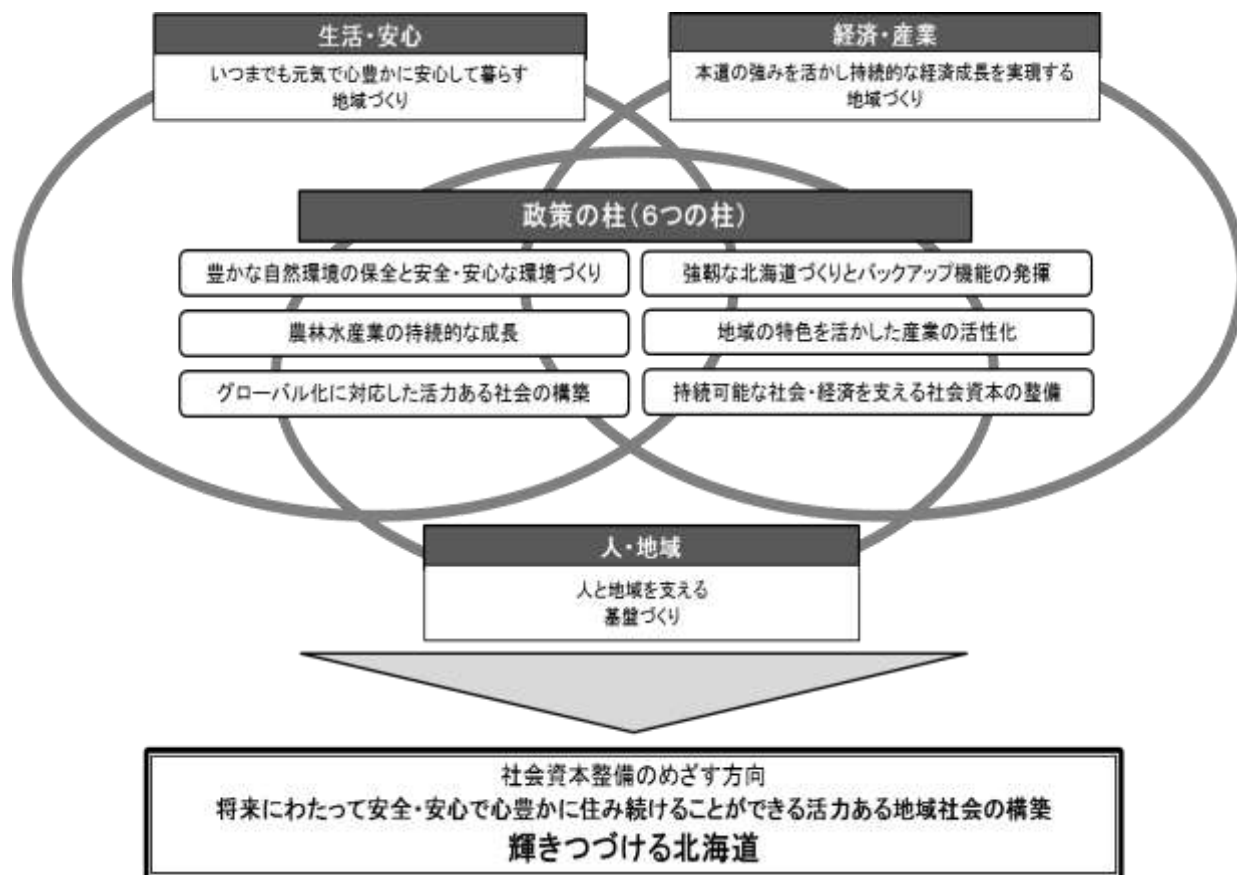 生活・安心
いつまでも元気で心豊かに安心して暮らす
地域づくり
経済・産業
本道の強みを活かし持続的な経済成長を実現する
地域づくり
政策の柱(6つの柱)
豊かな自然環境の保全と安全・安心な環境づくり
強靱な北海道づくりとバックアップ機能の発揮
農林水産業の持続的な成長
地域の特色を活かした産業の活性化
グローバル化に対応した活力ある社会の構築
持続可能な社会・経済を支える社会資本の整備
人・地域
人と地域を支える
基盤づくり
社会資本整備のめざす方向
将来にわたって安全・安心で心豊かに住み続けることができる活力ある地域社会の構築
輝きつづける北海道